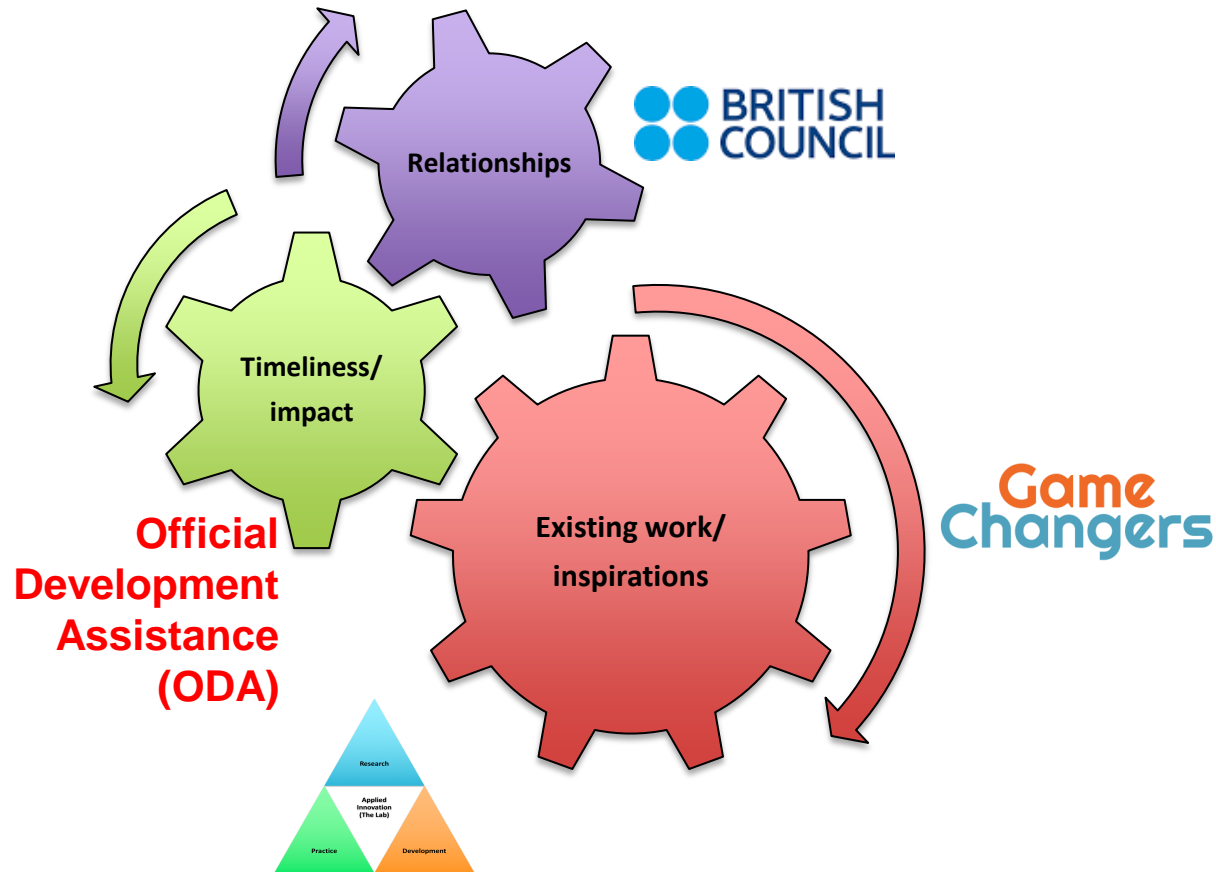 Relationships
BRITISH
COUNCIL
Timeliness/
impact
Existing work/
inspirations
Game
Changers
Official
Development
Assistance
(ODA)
Research
Applied
Innovation
(The Lab)
Practice
Development